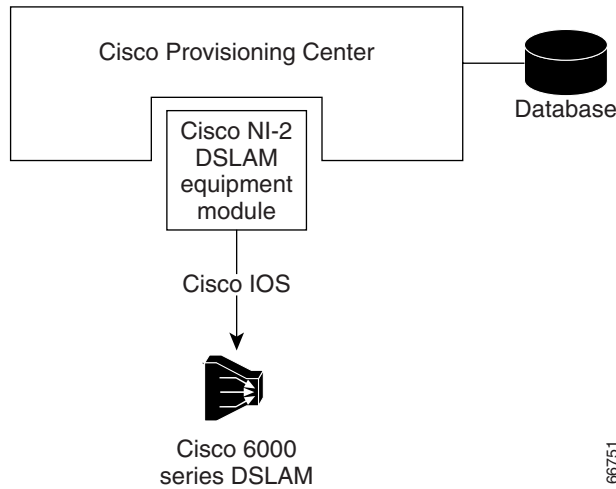 Cisco Provisioning Center
Database
Cisco NI-2
DSLAM
equipment
module
Cisco IOS
Cisco 6000
series DSLAM
66751